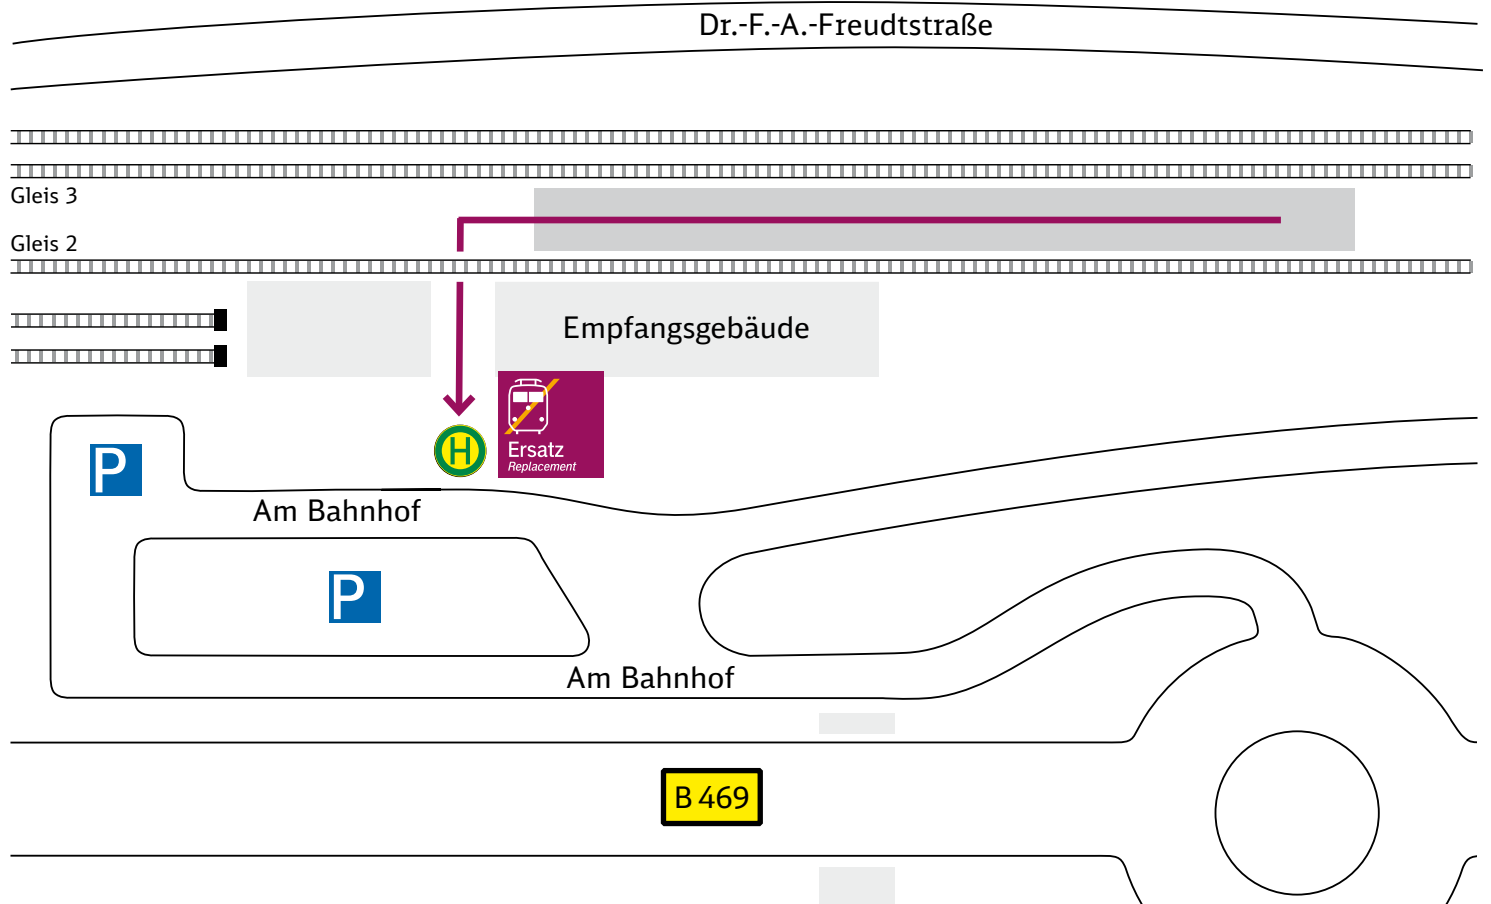 Dr.-F.-A.-Freudtstraße
Gleis 3
Gleis 2
Empfangsgebäude
Ersatz
Replacement
H
P
Am Bahnhof
P
Am Bahnhof
B 469